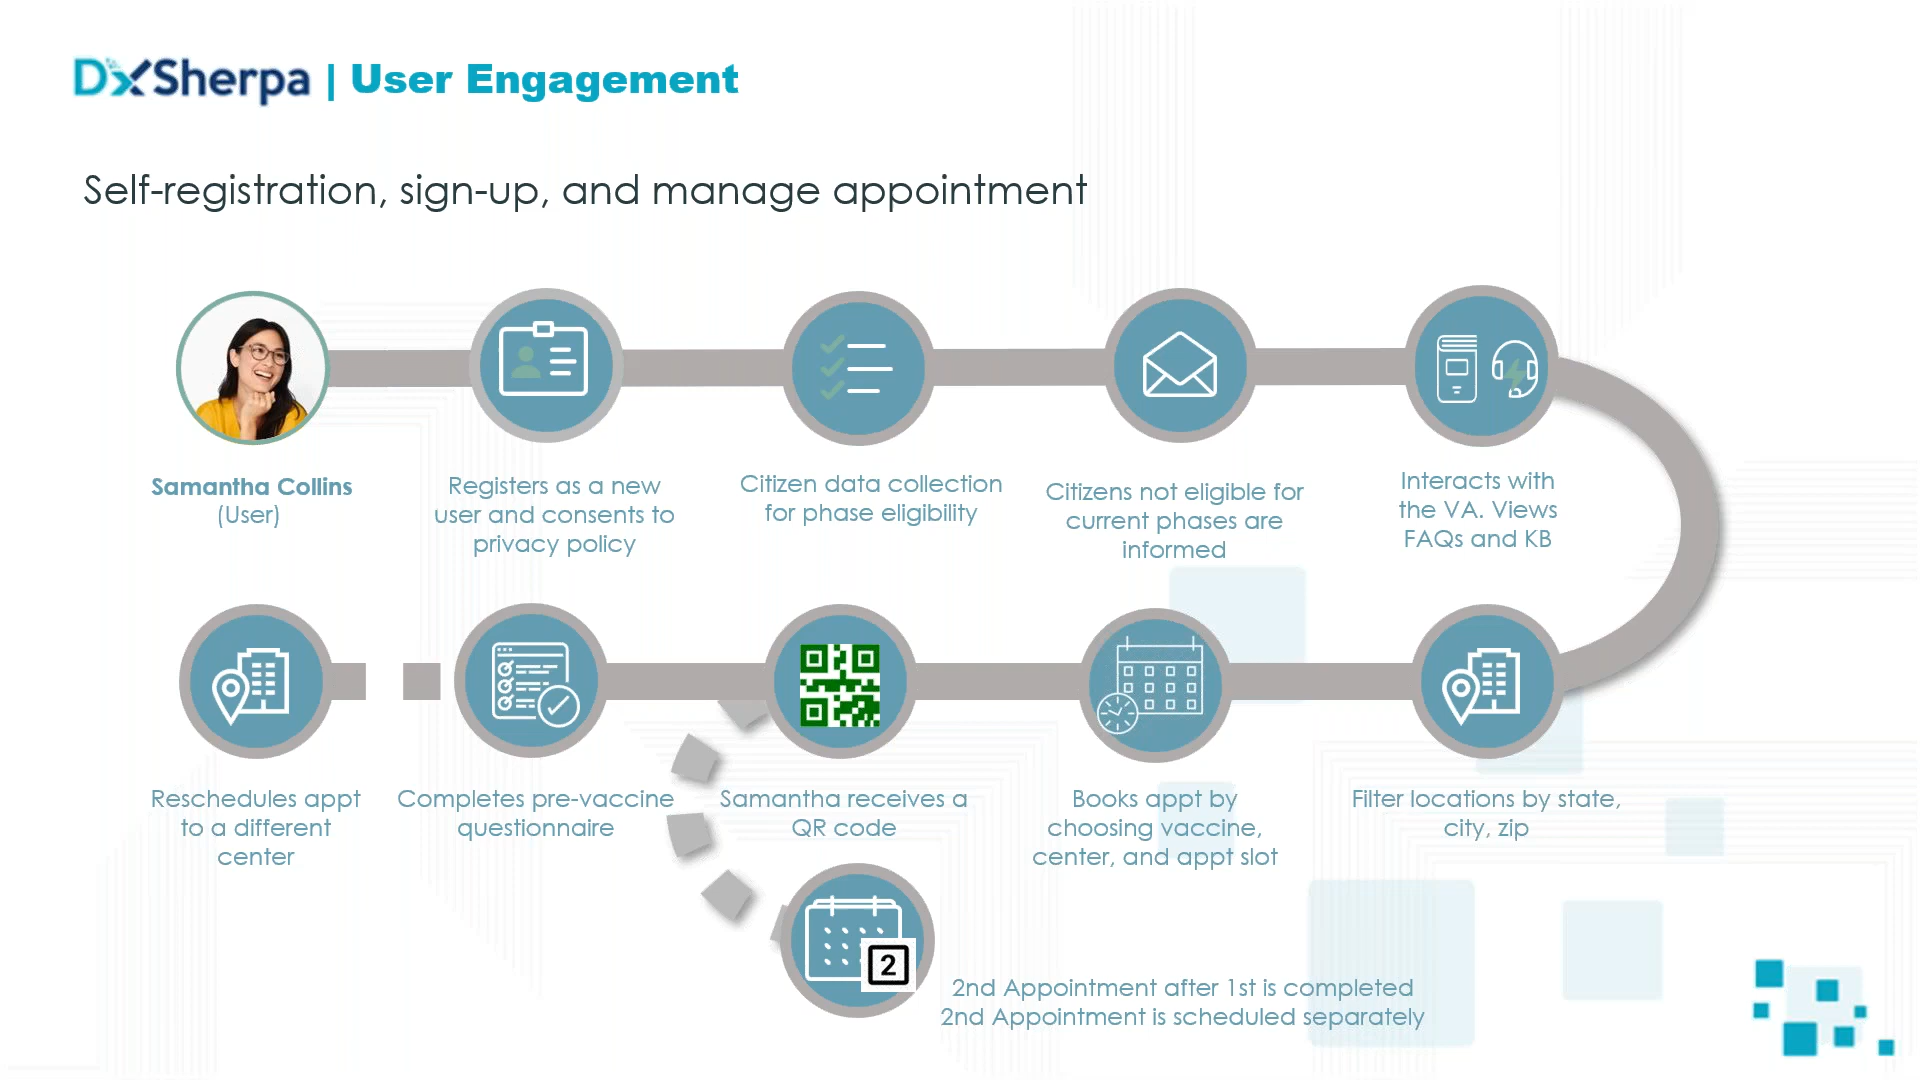 DxSherpa | User Engagement
Self-registration, sign-up, and manage appointment
Samantha Collins
(User)
Registers as a new
user and consents to
privacy policy
Citizen data collection
for phase eligibility
Citizens not eligible for
current phases are
informed
Interacts with
the VA. Views
FAQs and KB
Reschedules appt
to a different
center
Completes pre-vaccine
questionnaire
Samantha receives a
QR code
Books appt by
choosing vaccine,
center, and appt slot
Filter locations by state,
city, zip
2
2nd Appointment after 1st is completed
2nd Appointment is scheduled separately